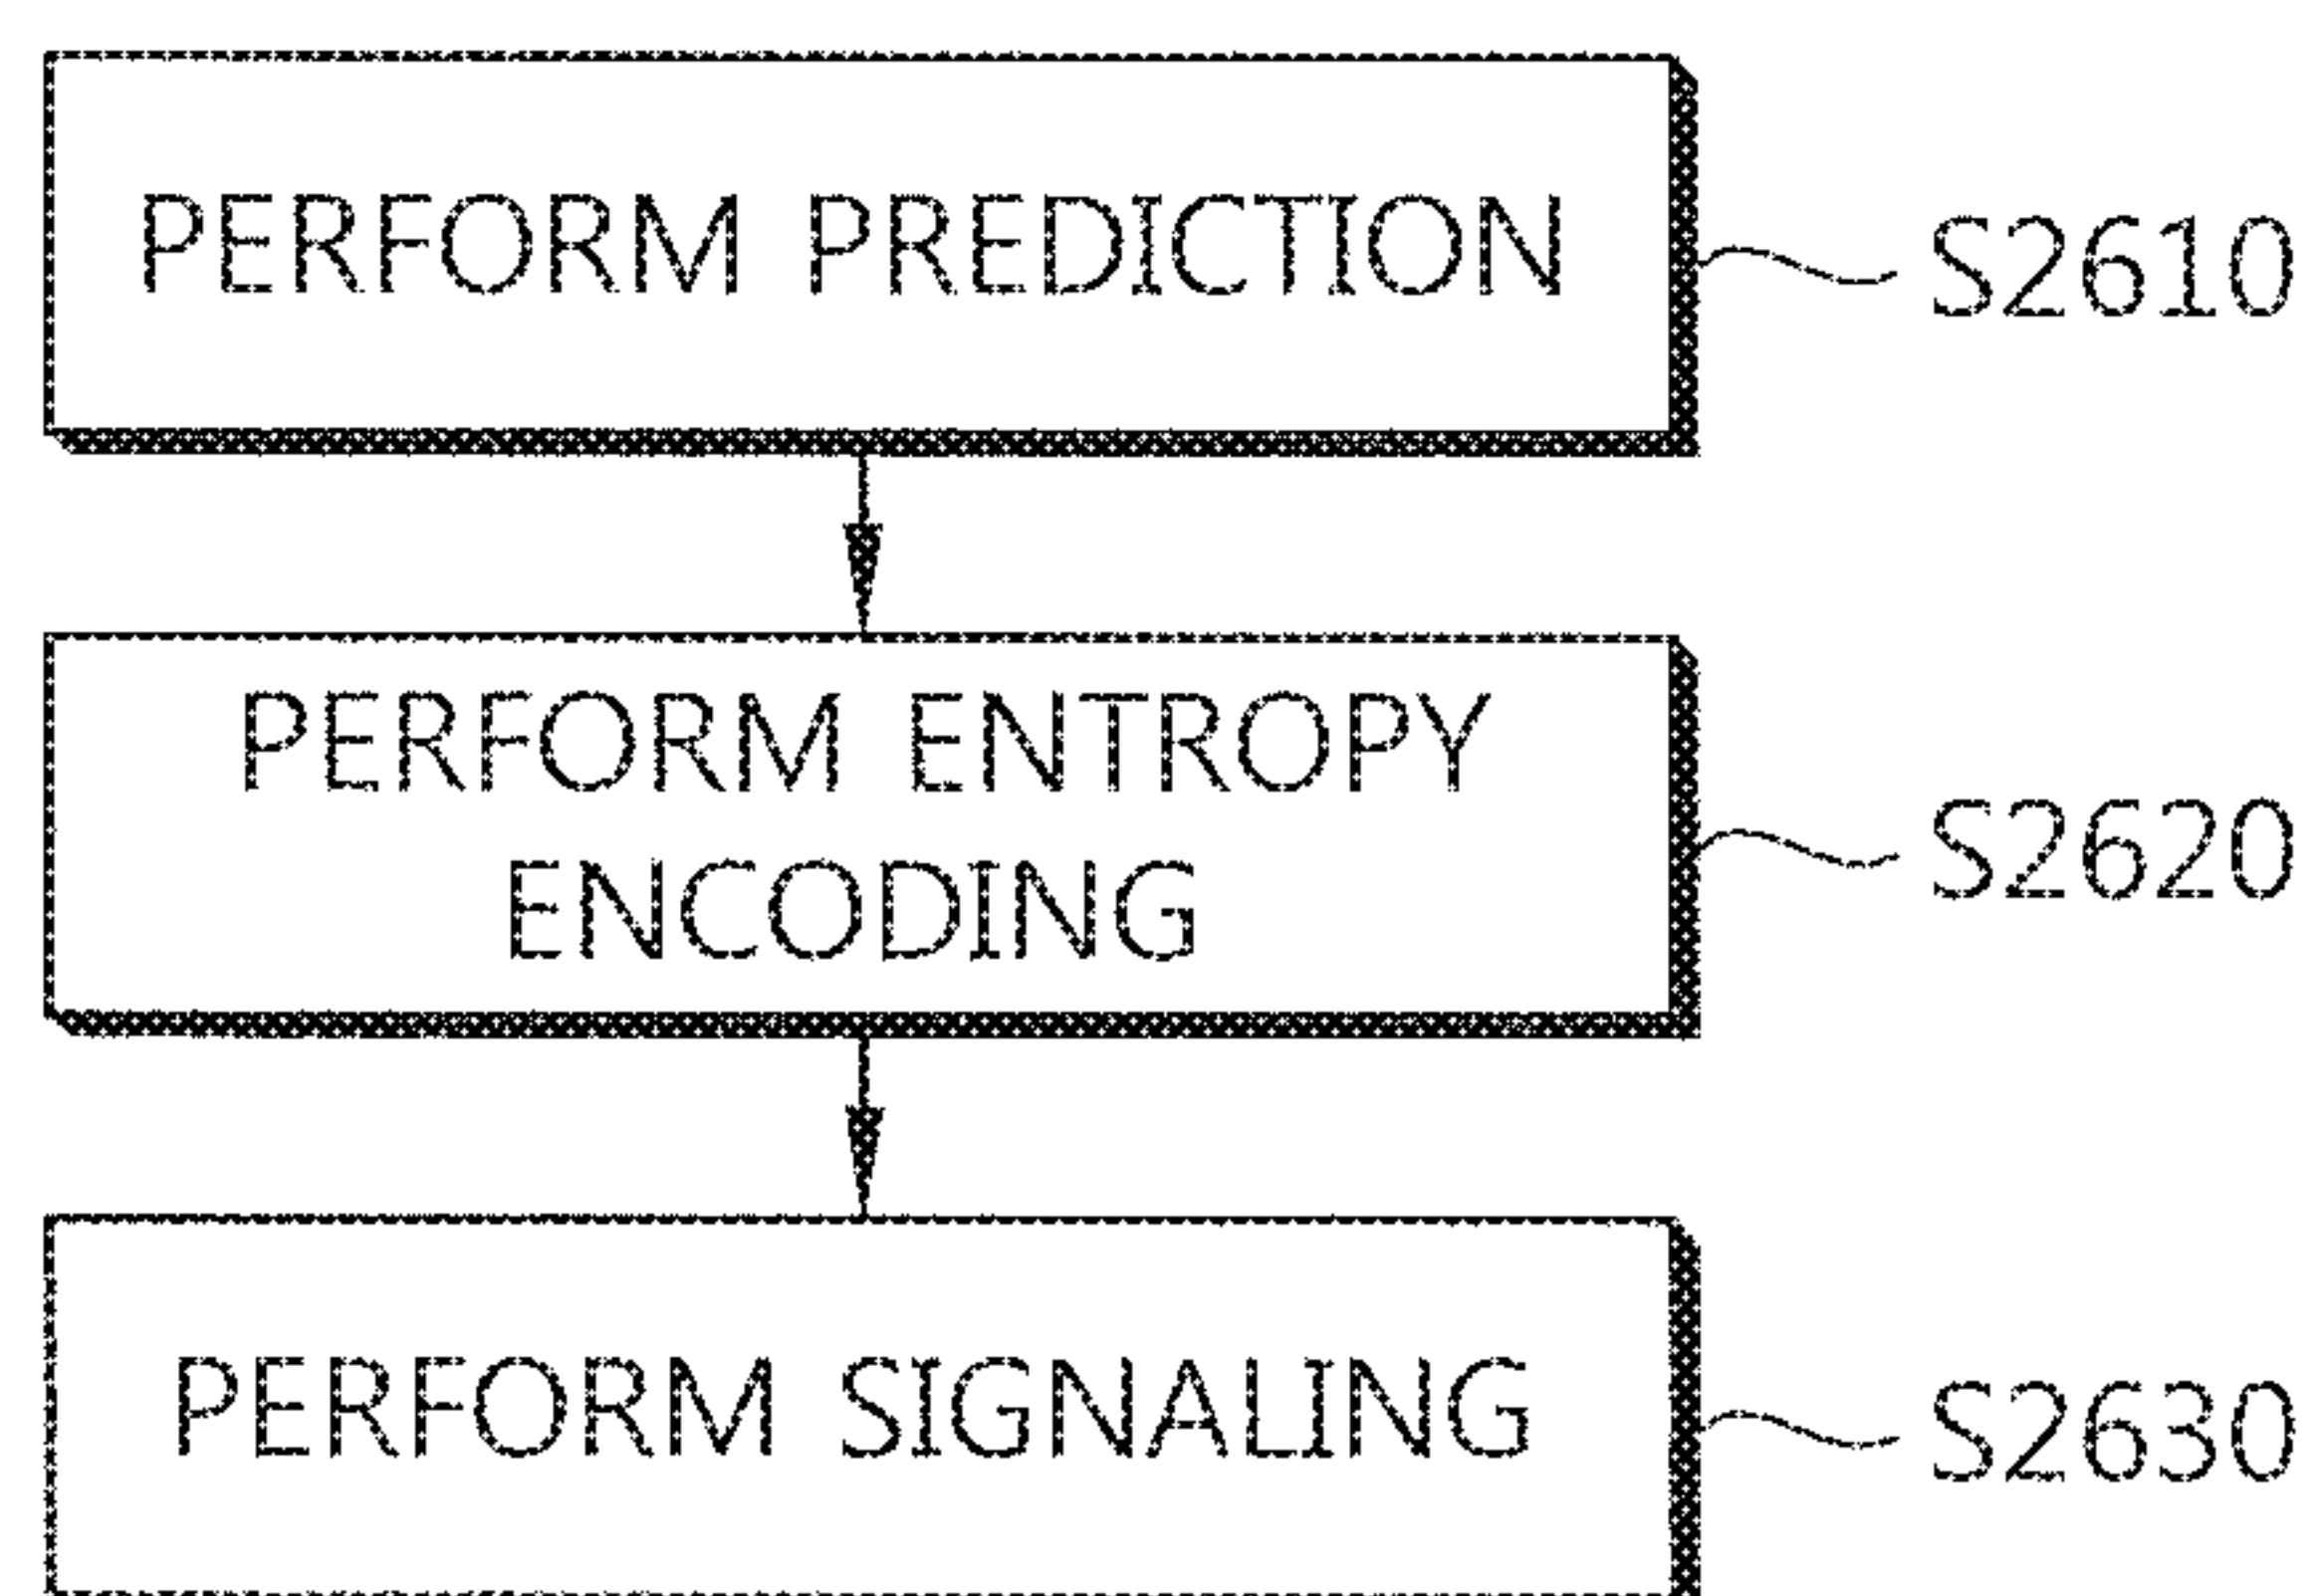 PERFORM PREDICTION
S2610
PERFORM ENTROPY
ENCODING
S2620
PERFORM SIGNALING
S2630